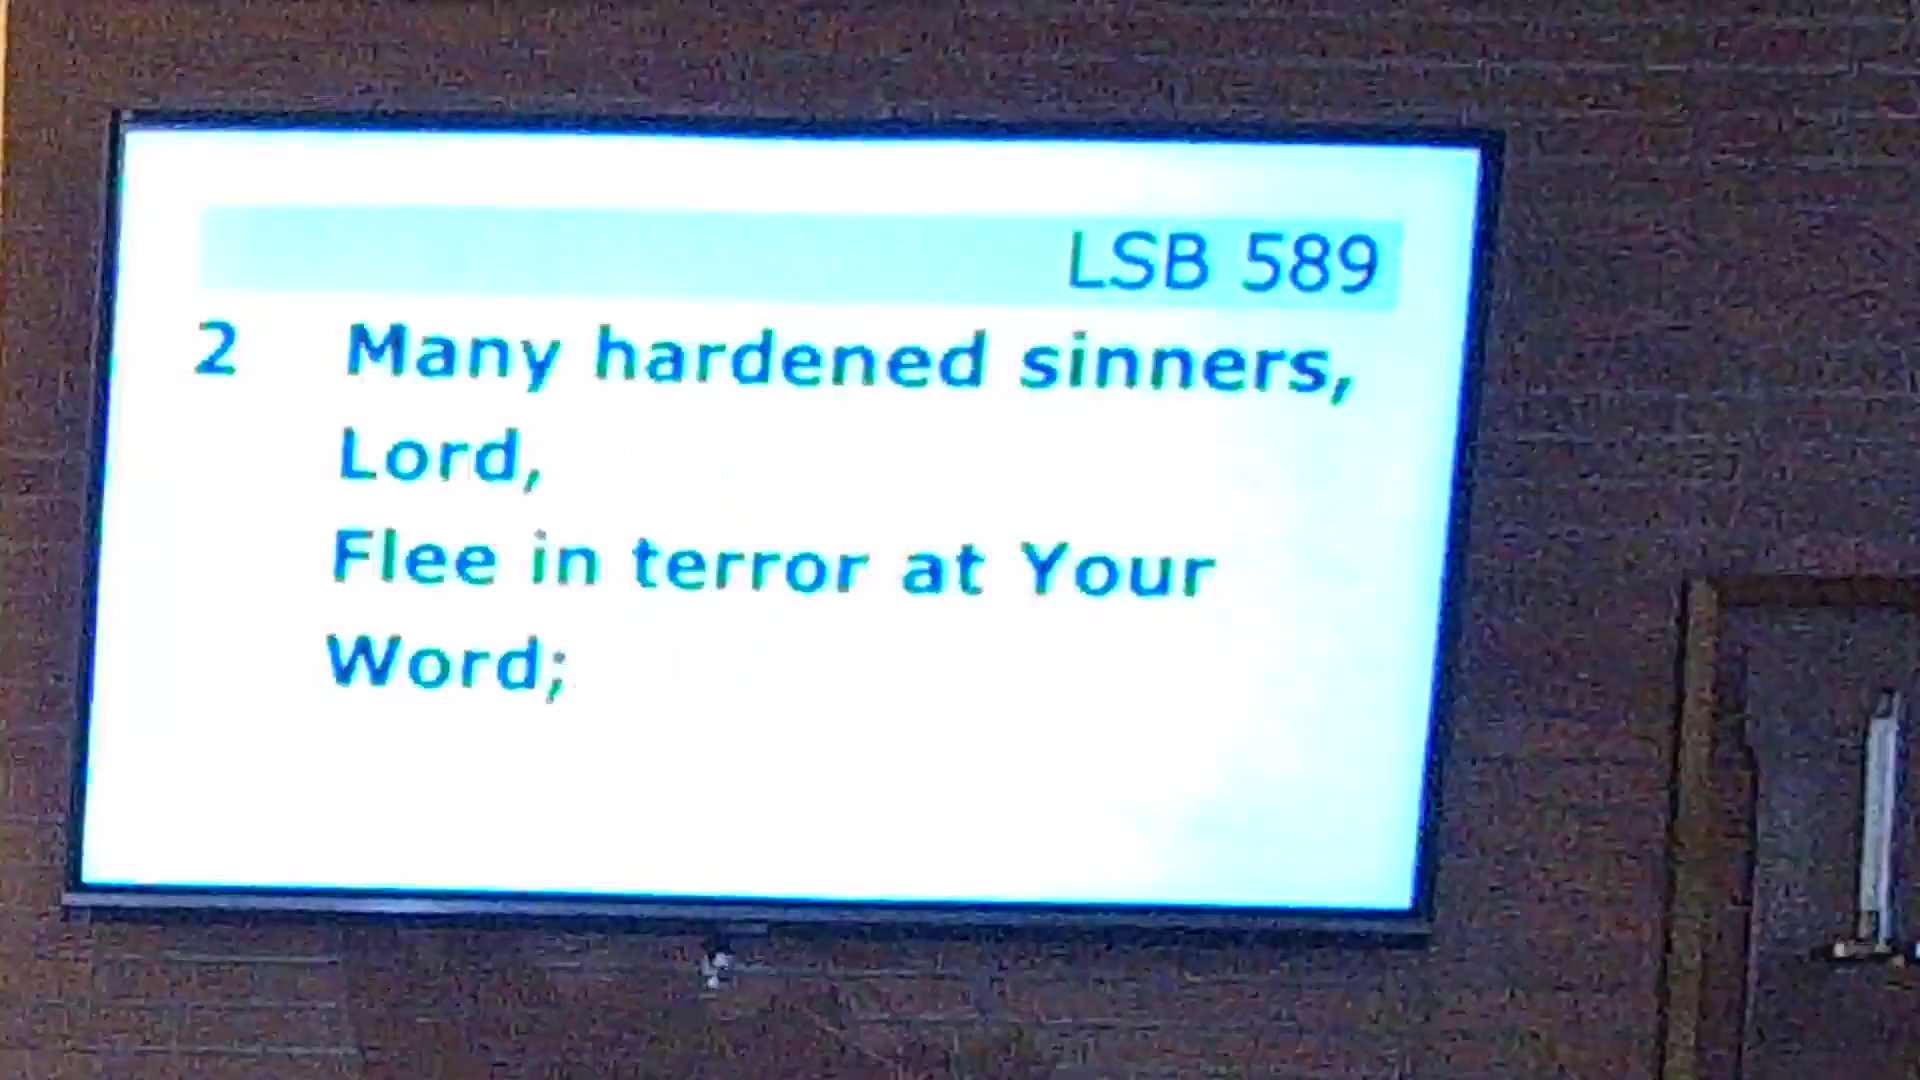 LSB 589
2 Many hardened sinners,
Lord,
Flee in terror at Your
Word;